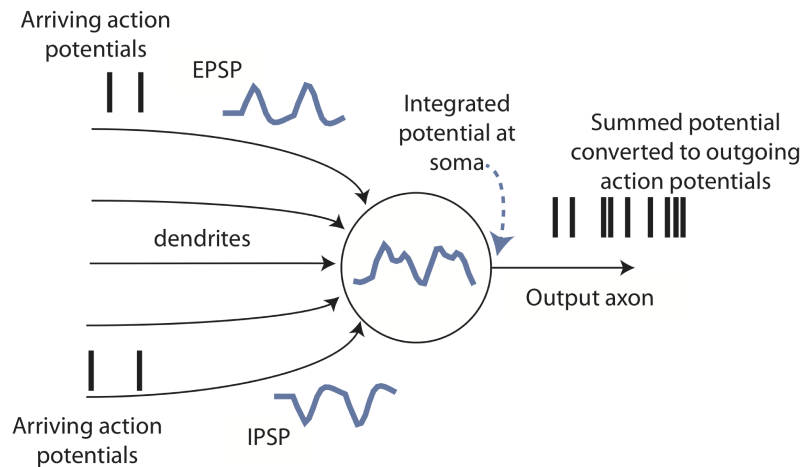 Arriving action
potentials
EPSP
Integrated
potential at
soma
Summed potential
converted to outgoing
action potentials
dendrites
Output axon
Arriving action
potentials
IPSP